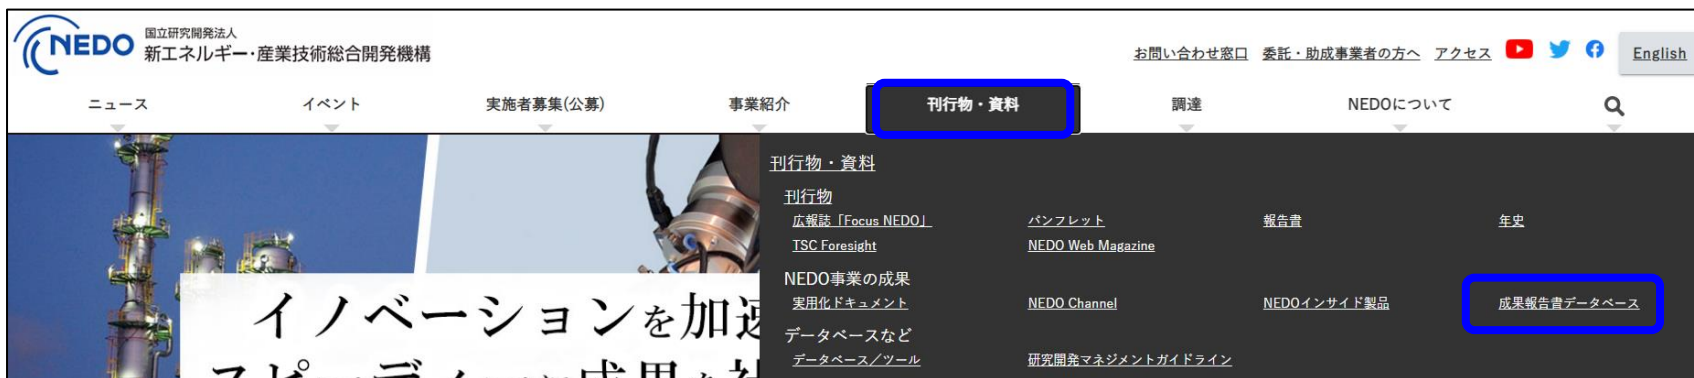 NEDO
国立研究開発法人
新エネルギー・産業技術総合開発機構
お問い合わせ窓口 委託・助成事業者の方へ アクセス English
ニュース イベント 実施者募集(公募) 事業紹介 刊行物・資料 調達 NEDOについて
刊行物・資料
刊行物
広報誌「Focus NEDO」 パンフレット 報告書 年史
TSC Foresight NEDO Web Magazine
NEDO事業の成果
実用化ドキュメント NEDO Channel NEDOインサイド製品 成果報告書データベース
データベースなど
データベース／ツール 研究開発マネジメントガイドライン
イノベーションを加速